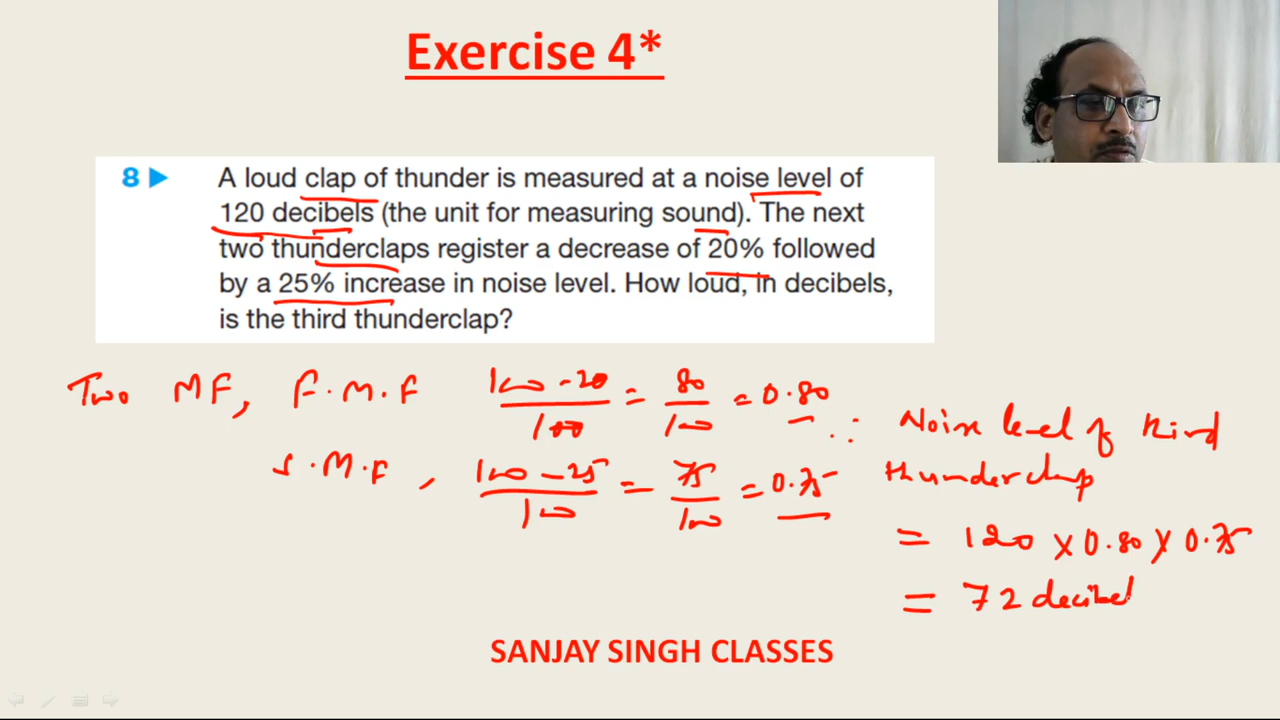 Exercise 4*
8 ► A loud clap of thunder is measured at a noise level of
120 decibels (the unit for measuring sound). The next
two thunderclaps register a decrease of 20% followed
by a 25% increase in noise level. How loud, in decibels,
is the third thunderclap?
Two MF, F.M.F 100-20/100 = 80/100 = 0.80
S.M.F, 100-25/100 = 75/100 = 0.75
∴ Noise level of third
thunderclap
= 120 x 0.80 x 0.75
= 72 decibel
SANJAY SINGH CLASSES